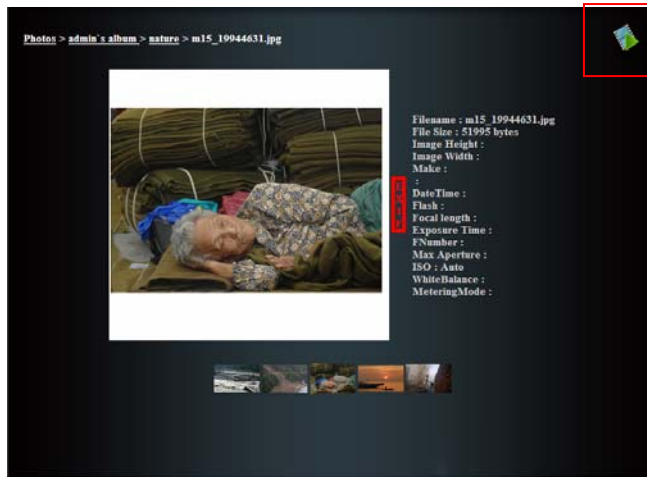 Photos > admin`s album > nature > m15_19944631.jpg
Filename : m15_19944631.jpg
File Size : 51995 bytes
Image Height :
Image Width :
Make :
:
DateTime :
Flash :
Focal length :
Exposure Time :
FNumber :
Max Aperture :
ISO : Auto
WhiteBalance :
MeteringMode :